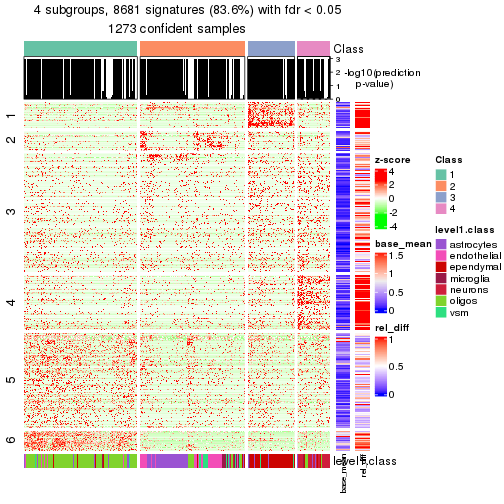 4 subgroups, 8681 signatures (83.6%) with fdr < 0.05
1273 confident samples
Class
3
2
1
0
-log10(prediction
p-value)
1
2
3
4
5
6
z-score
4
2
0
-2
-4
base_mean
1.5
1
0.5
0
rel_diff
1
0.5
0
Class
1
2
3
4
level1.class
astrocytes
endothelial
ependymal
microglia
neurons
oligos
vsm
level1.class
base_mean
rel_diff